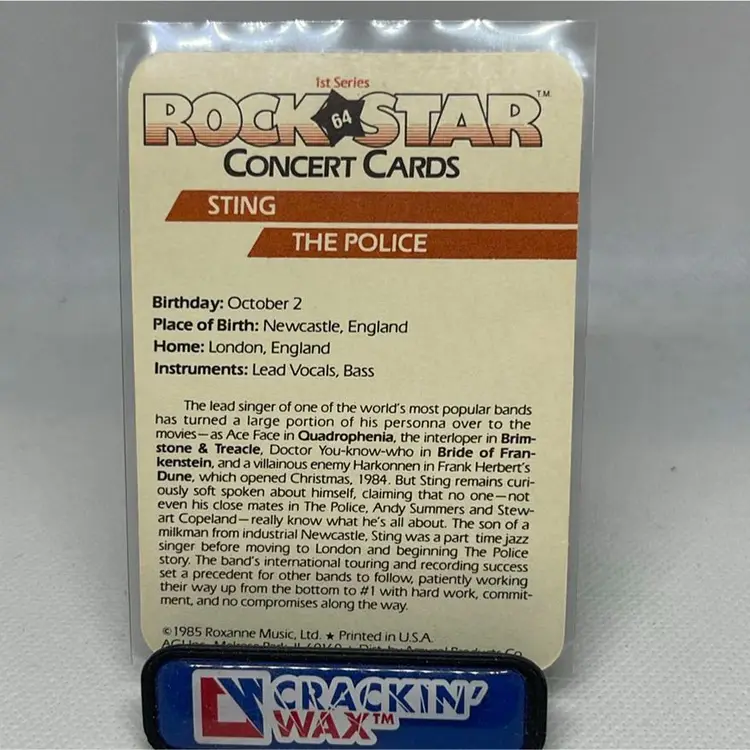 1st Series
ROCK 64 STAR TM
CONCERT CARDS
STING
THE POLICE
Birthday: October 2
Place of Birth: Newcastle, England
Home: London, England
Instruments: Lead Vocals, Bass
The lead singer of one of the world's most popular bands
has turned a large portion of his personna over to the
movies—as Ace Face in Quadrophenia, the interloper in Brim-
stone & Treacle, Doctor You-know-who in Bride of Fran-
kenstein, and a villainous enemy Harkonnen in Frank Herbert's
Dune, which opened Christmas, 1984. But Sting remains curi-
ously soft spoken about himself, claiming that no one—not
even his close mates in The Police, Andy Summers and Stew-
art Copeland—really know what he's all about. The son of a
milkman from industrial Newcastle, Sting was a part time jazz
singer before moving to London and beginning The Police
story. The band's international touring and recording success
set a precedent for other bands to follow, patiently working
their way up from the bottom to #1 with hard work, commit-
ment, and no compromises along the way.
©1985 Roxanne Music, Ltd. ★ Printed in U.S.A.
AGI Inc. Melrose Park, IL 60160
CRACKIN'
WAX™